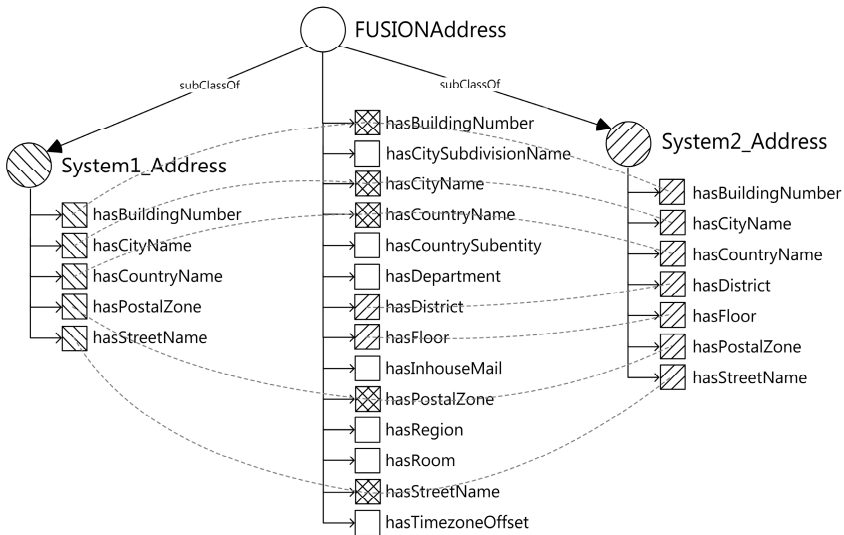 FUSIONAddress
subClassOf
subClassOf
System1_Address
hasBuildingNumber
hasCityName
hasCountryName
hasPostalZone
hasStreetName
hasBuildingNumber
hasCitySubdivisionName
hasCityName
hasCountryName
hasCountrySubentity
hasDepartment
hasDistrict
hasFloor
hasInhouseMail
hasPostalZone
hasRegion
hasRoom
hasStreetName
hasTimezoneOffset
System2_Address
hasBuildingNumber
hasCityName
hasCountryName
hasDistrict
hasFloor
hasPostalZone
hasStreetName